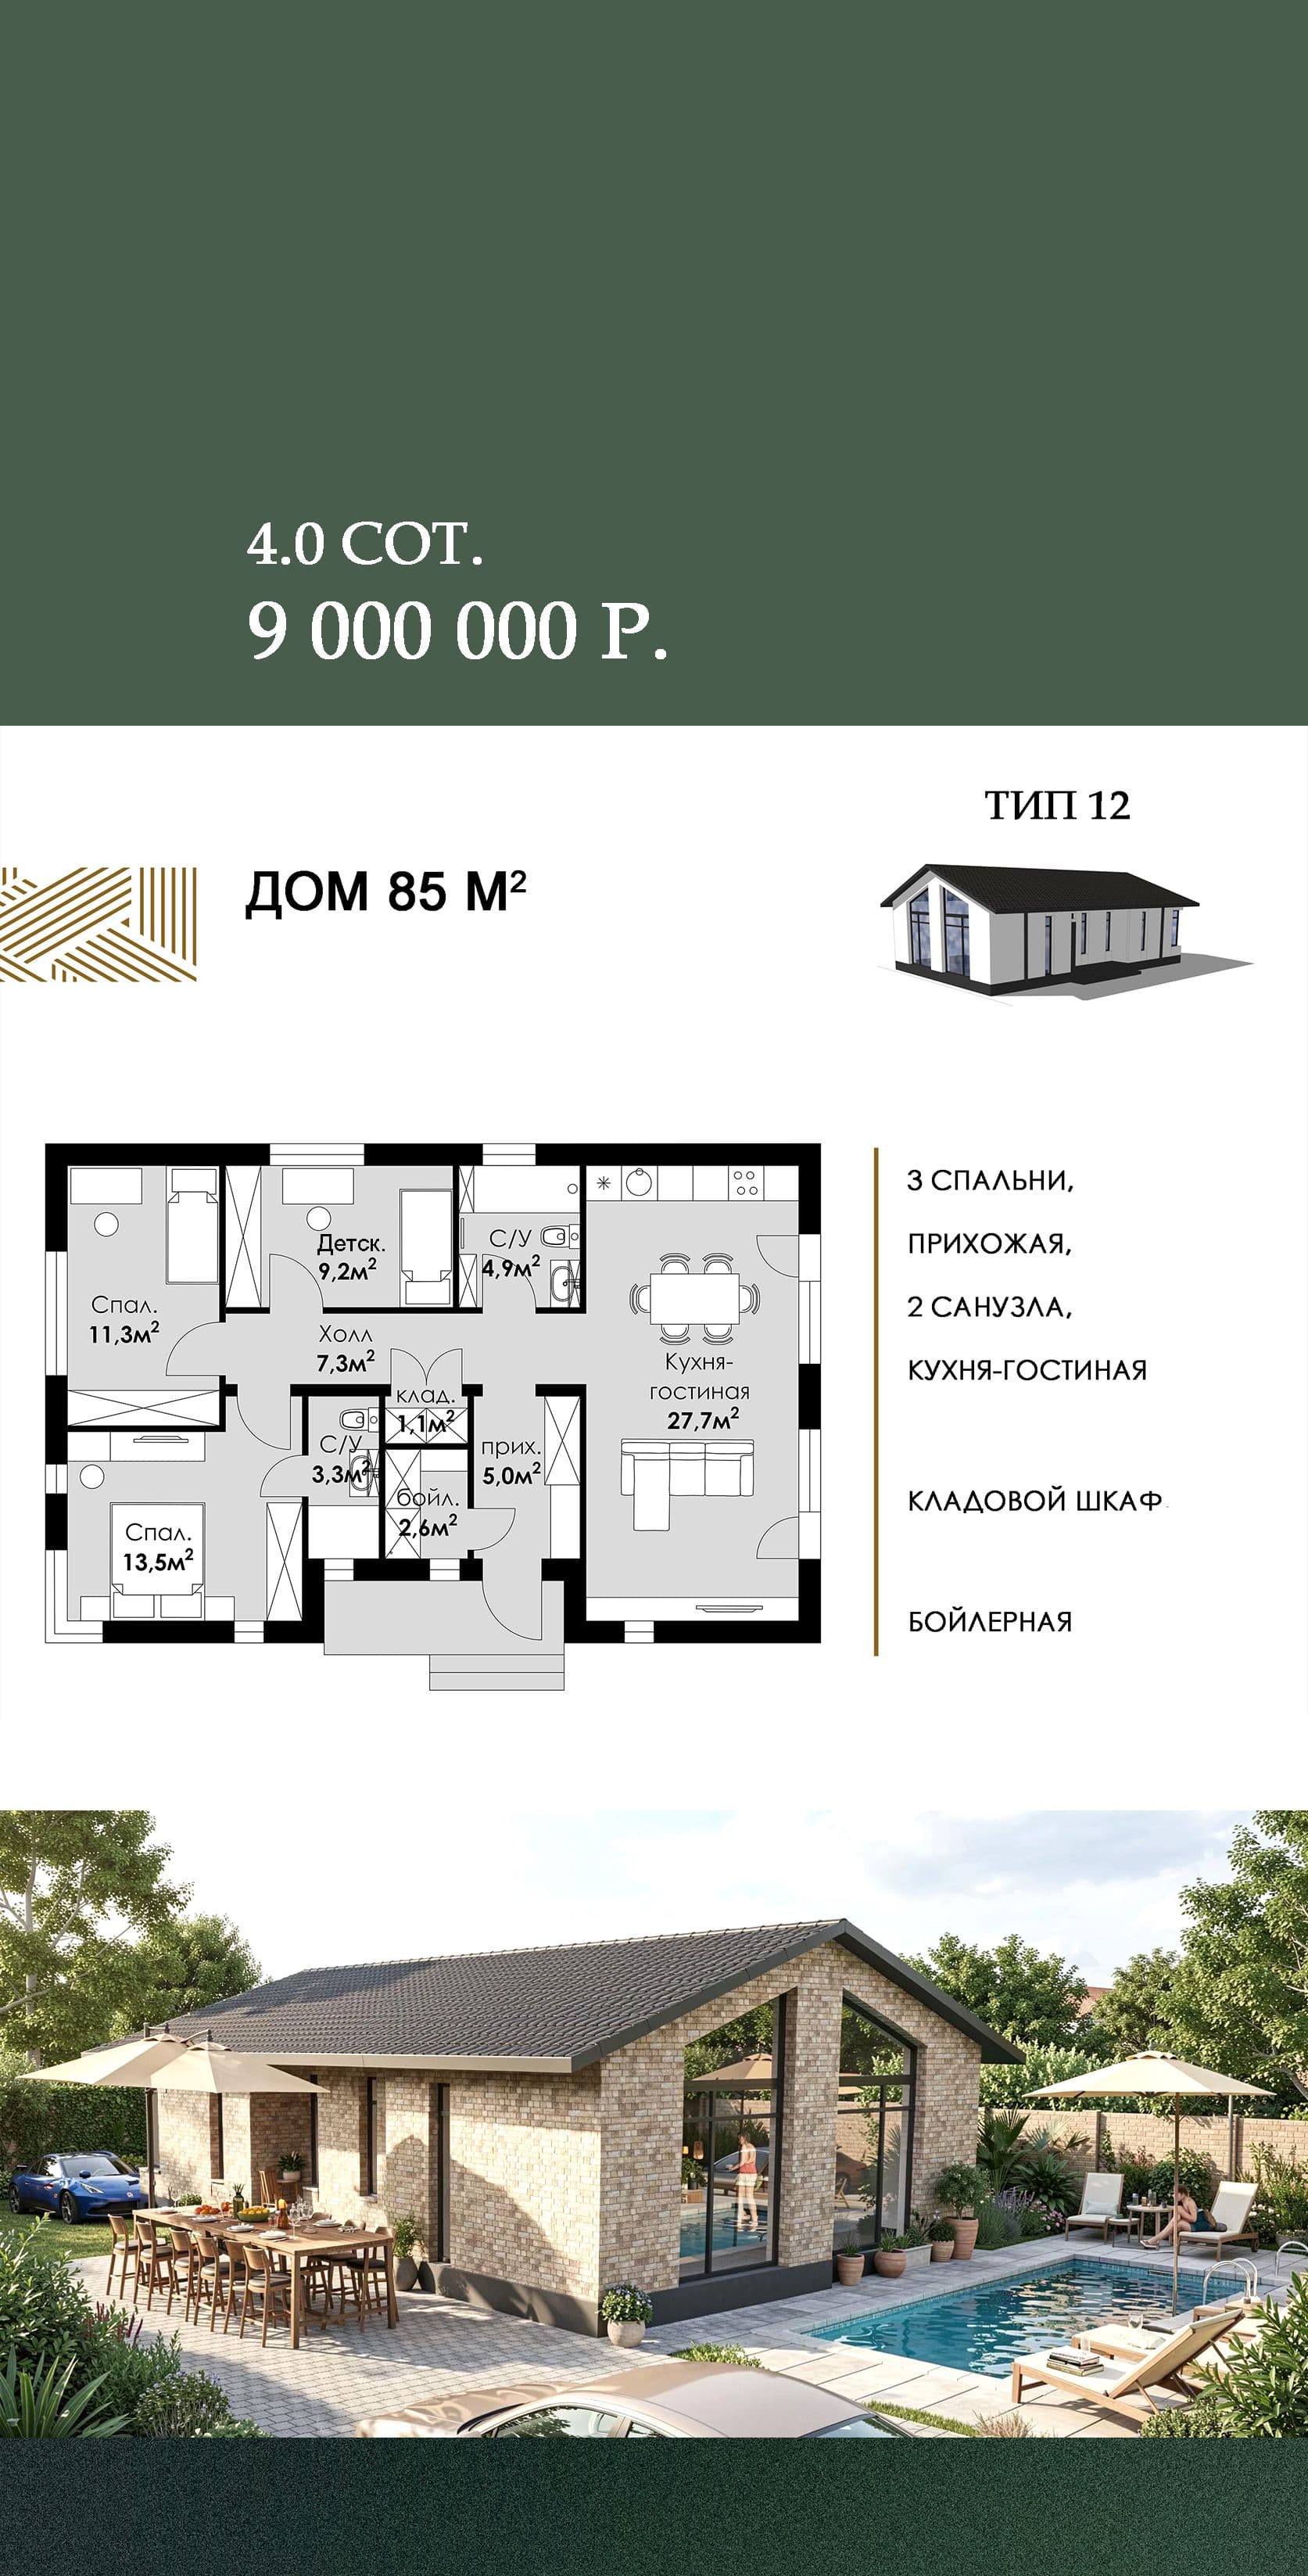 4.0 СОТ.
9 000 000 Р.
ТИП 12
ДОМ 85 М²
3 СПАЛЬНИ,
ПРИХОЖАЯ,
2 САНУЗЛА,
КУХНЯ-ГОСТИНАЯ
КЛАДОВОЙ ШКАФ
БОЙЛЕРНАЯ
Детск.
9,2м²
С/У
4,9м²
Спал.
11,3м²
Холл
7,3м²
Кухня-
гостиная
27,7м²
клад.
1,1м²
С/У
3,3м²
прих.
5,0м²
бойл.
2,6м²
Спал.
13,5м²